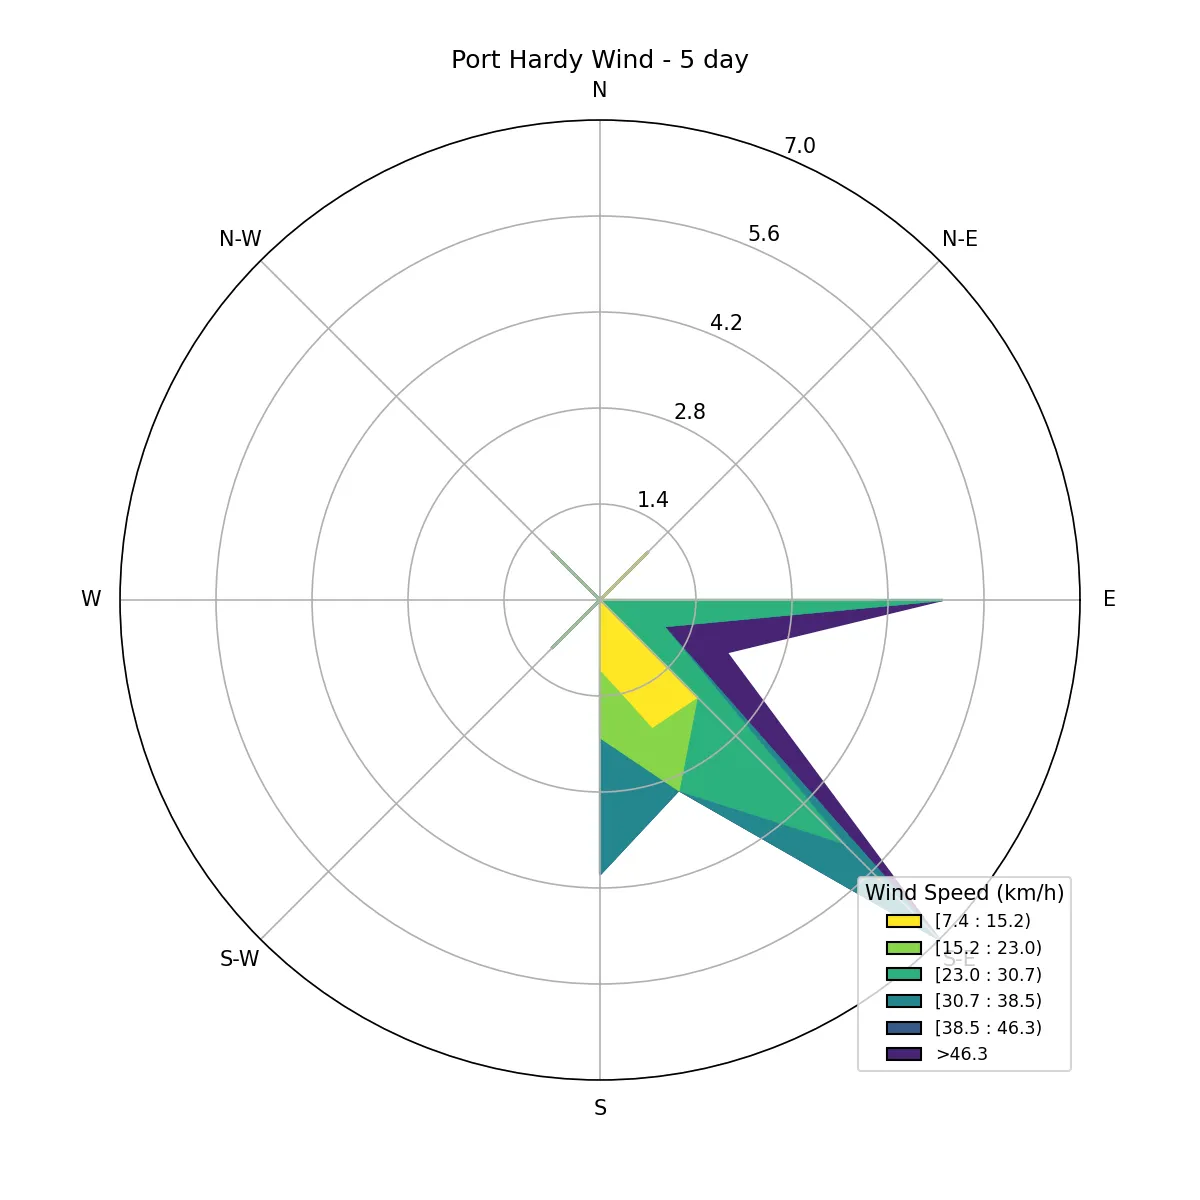 Port Hardy Wind - 5 day
N
7.0
N-W
5.6
N-E
4.2
2.8
1.4
W
E
Wind Speed (km/h)
[7.4 : 15.2)
[15.2 : 23.0)
S-W
S-E
[23.0 : 30.7)
[30.7 : 38.5)
[38.5 : 46.3)
>46.3
S